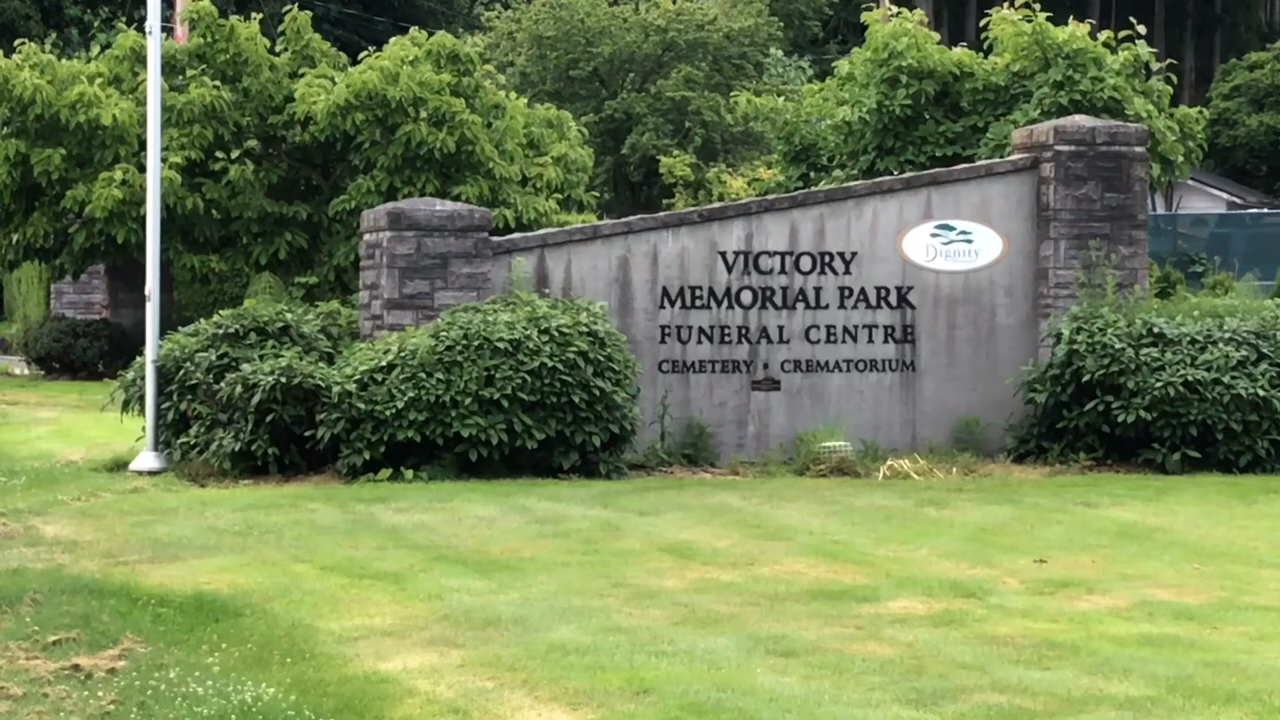 VICTORY
MEMORIAL PARK
FUNERAL CENTRE
CEMETERY • CREMATORIUM
Dignity